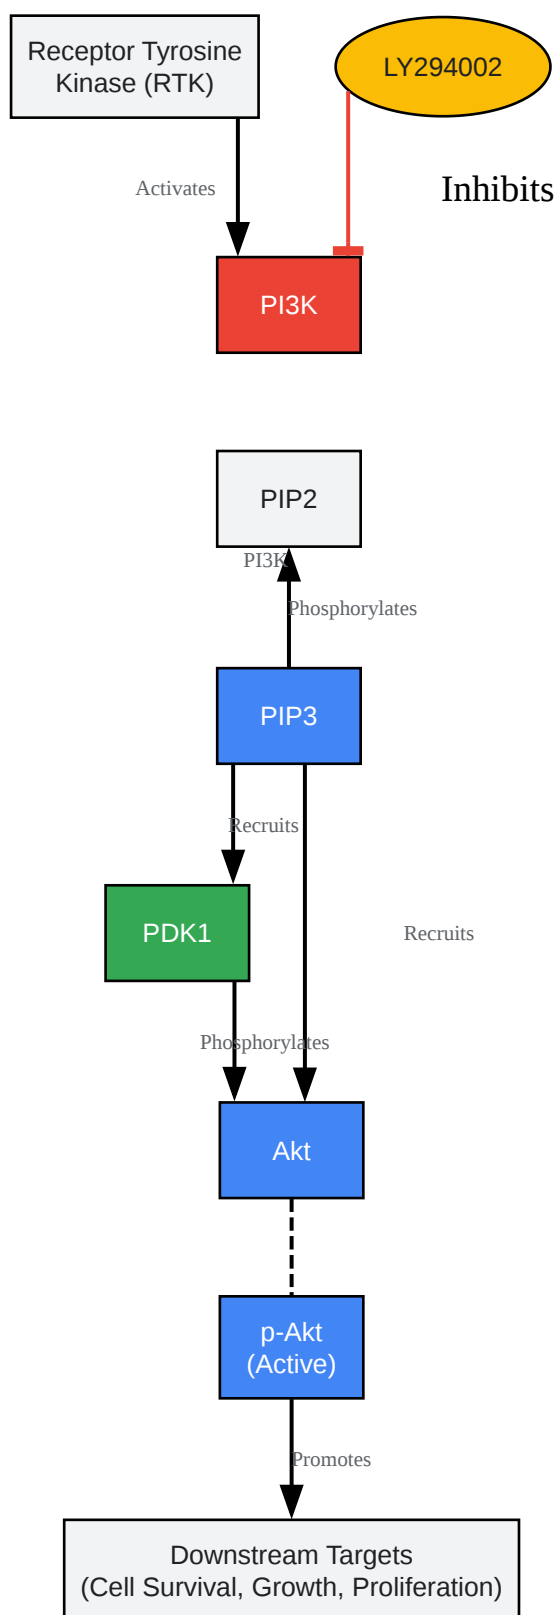 Receptor Tyrosine
Kinase (RTK)
LY294002
Activates
Inhibits
PI3K
PIP2
PI3K
Phosphorylates
PIP3
Recruits
PDK1
Recruits
Phosphorylates
Akt
p-Akt
(Active)
Promotes
Downstream Targets
(Cell Survival, Growth, Proliferation)